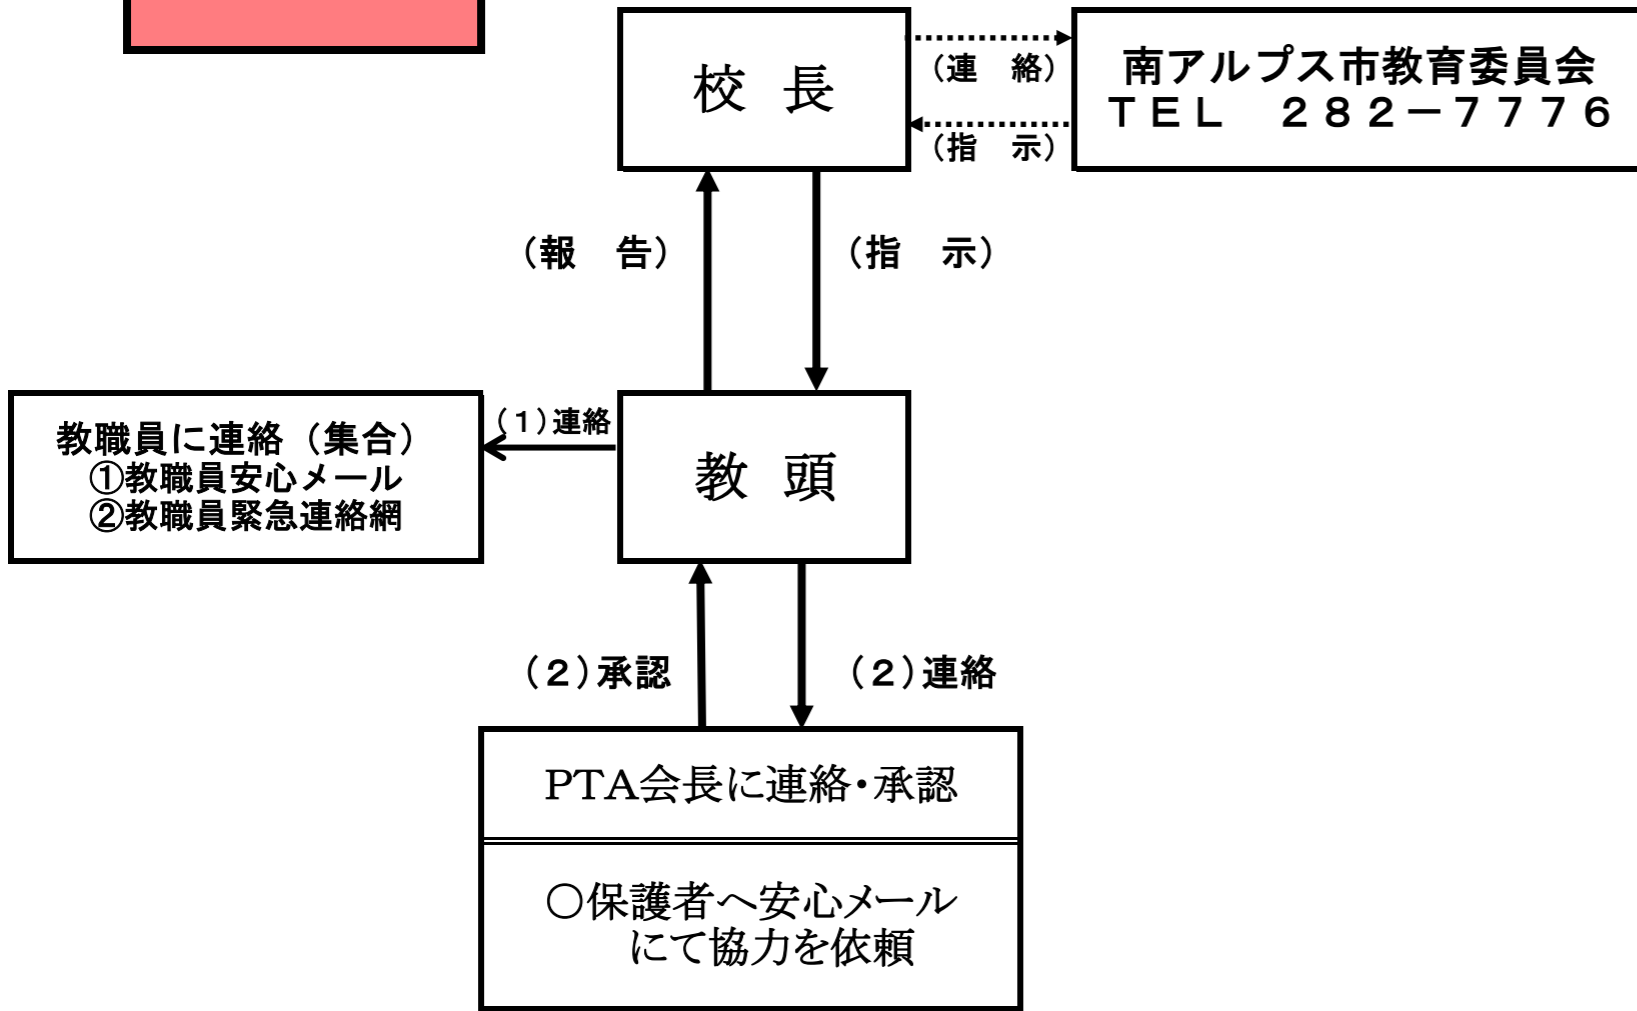 校 長
(連 絡)
(指 示)
南アルプス市教育委員会
TEL 282－7776
(報 告)
(指 示)
教職員に連絡（集合）
①教職員安心メール
②教職員緊急連絡網
(1)連絡
教 頭
(2)承認
(2)連絡
PTA会長に連絡・承認
○保護者へ安心メール
にて協力を依頼